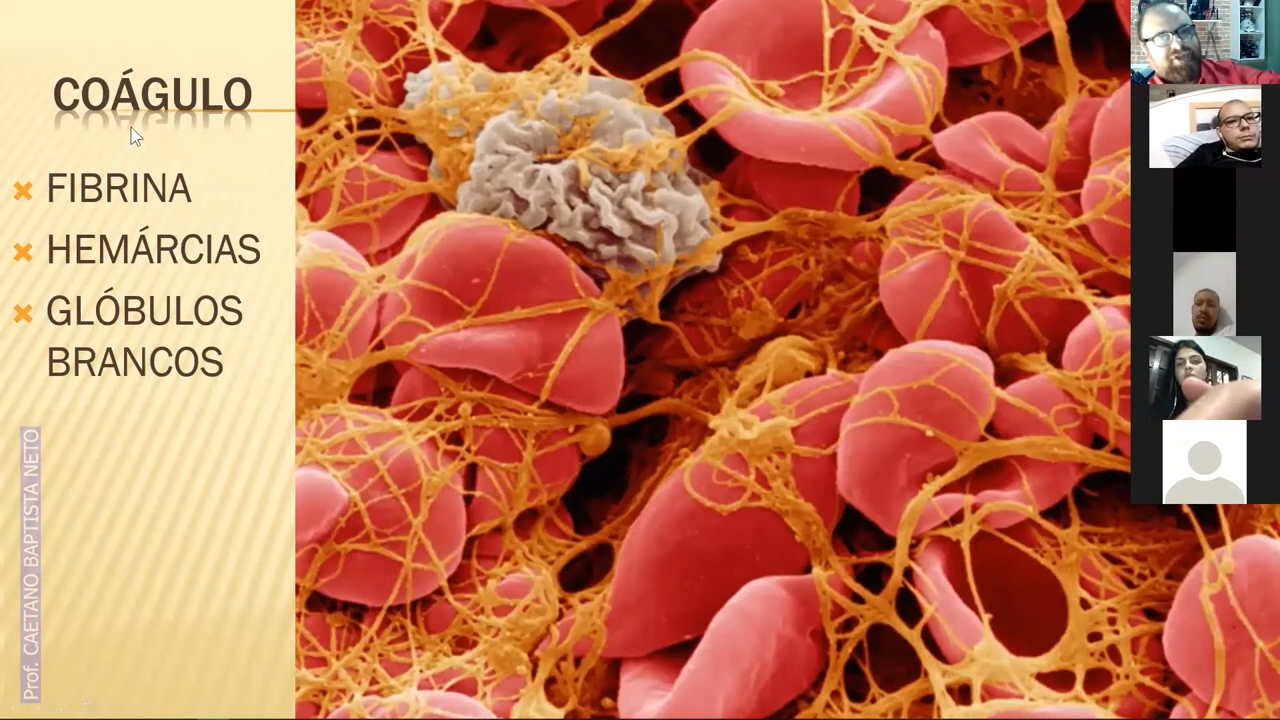 COÁGULO
FIBRINA
HEMÁRCIAS
GLÓBULOS
BRANCOS
Prof. CAETANO BAPTISTA NETO